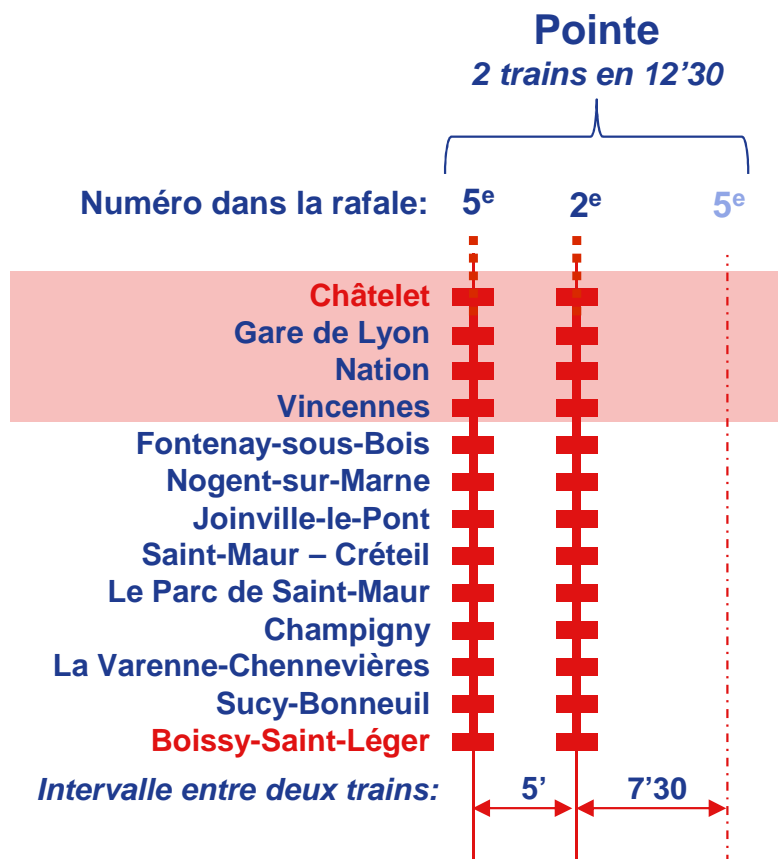 Pointe
2 trains en 12’30
Numéro dans la rafale: 5e 2e 5e
Châtelet
Gare de Lyon
Nation
Vincennes
Fontenay-sous-Bois
Nogent-sur-Marne
Joinville-le-Pont
Saint-Maur – Créteil
Le Parc de Saint-Maur
Champigny
La Varenne-Chennevières
Sucy-Bonneuil
Boissy-Saint-Léger
Intervalle entre deux trains: 5’ 7’30